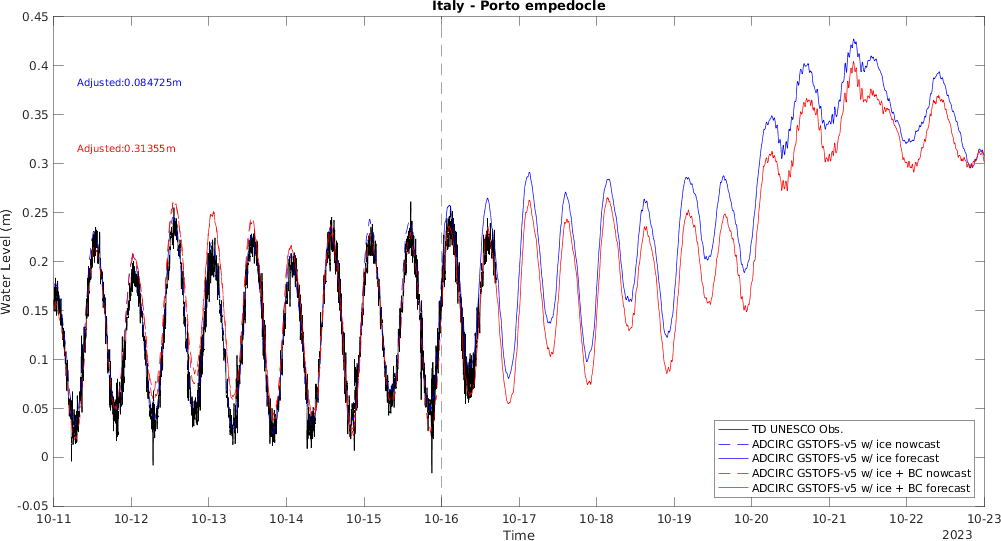 Italy - Porto empedocle
0.45
0.4
0.35
0.3
0.25
0.2
0.15
0.1
0.05
0
-0.05
Water Level (m)
Adjusted:0.084725m
Adjusted:0.31355m
TD UNESCO Obs.
ADCIRC GSTOFS-v5 w/ ice nowcast
ADCIRC GSTOFS-v5 w/ ice forecast
ADCIRC GSTOFS-v5 w/ ice + BC nowcast
ADCIRC GSTOFS-v5 w/ ice + BC forecast
10-11 10-12 10-13 10-14 10-15 10-16 10-17 10-18 10-19 10-20 10-21 10-22 10-23
Time
2023